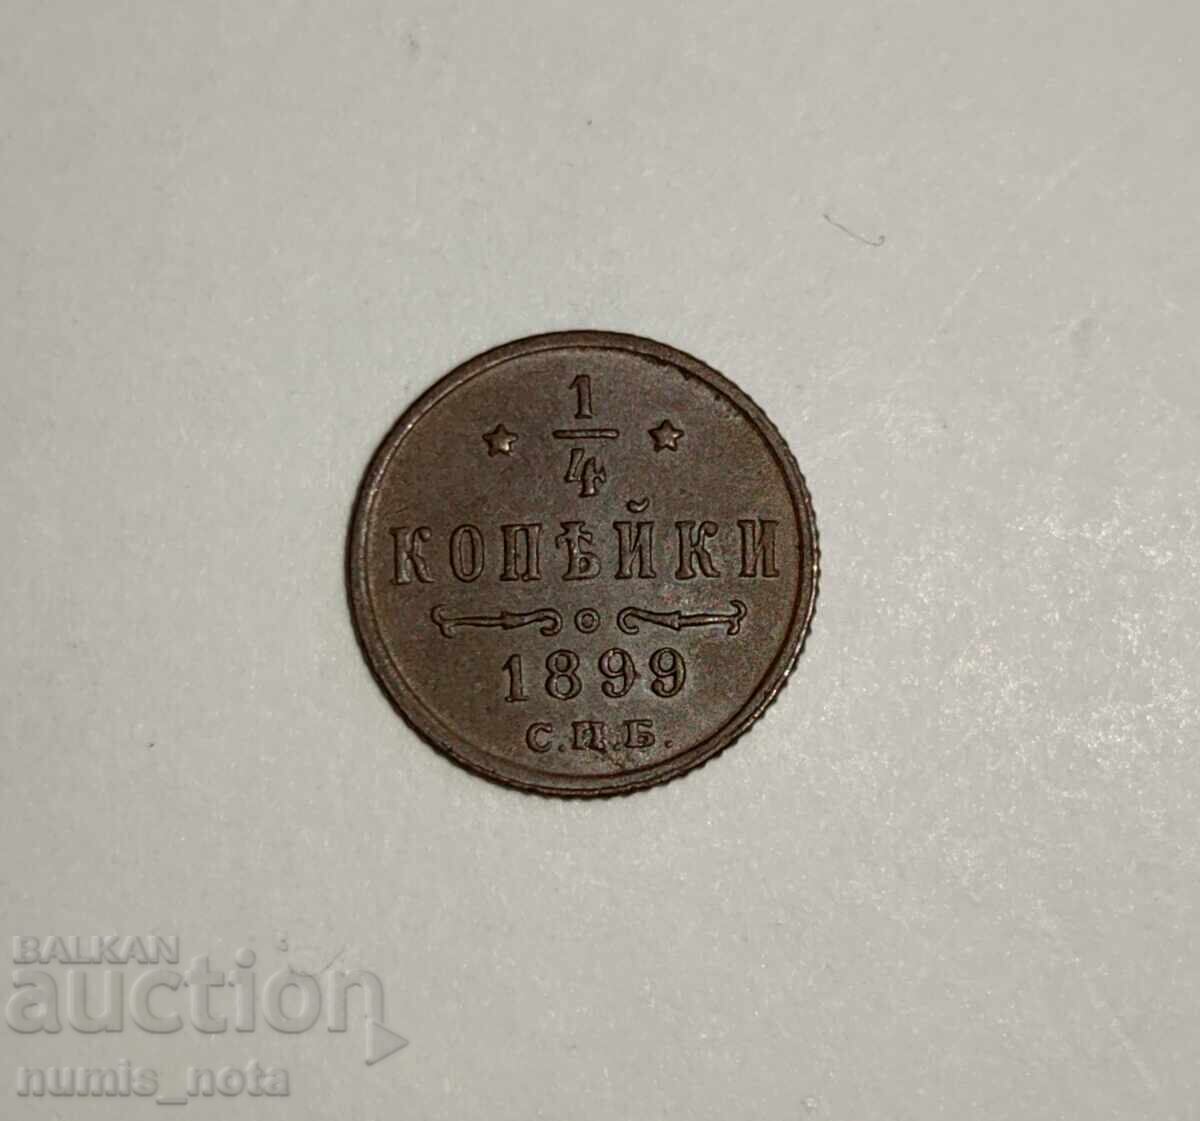 1
4
КОПѢЙКИ
1899
С.П.Б.
BALKAN
auction
numis_nota